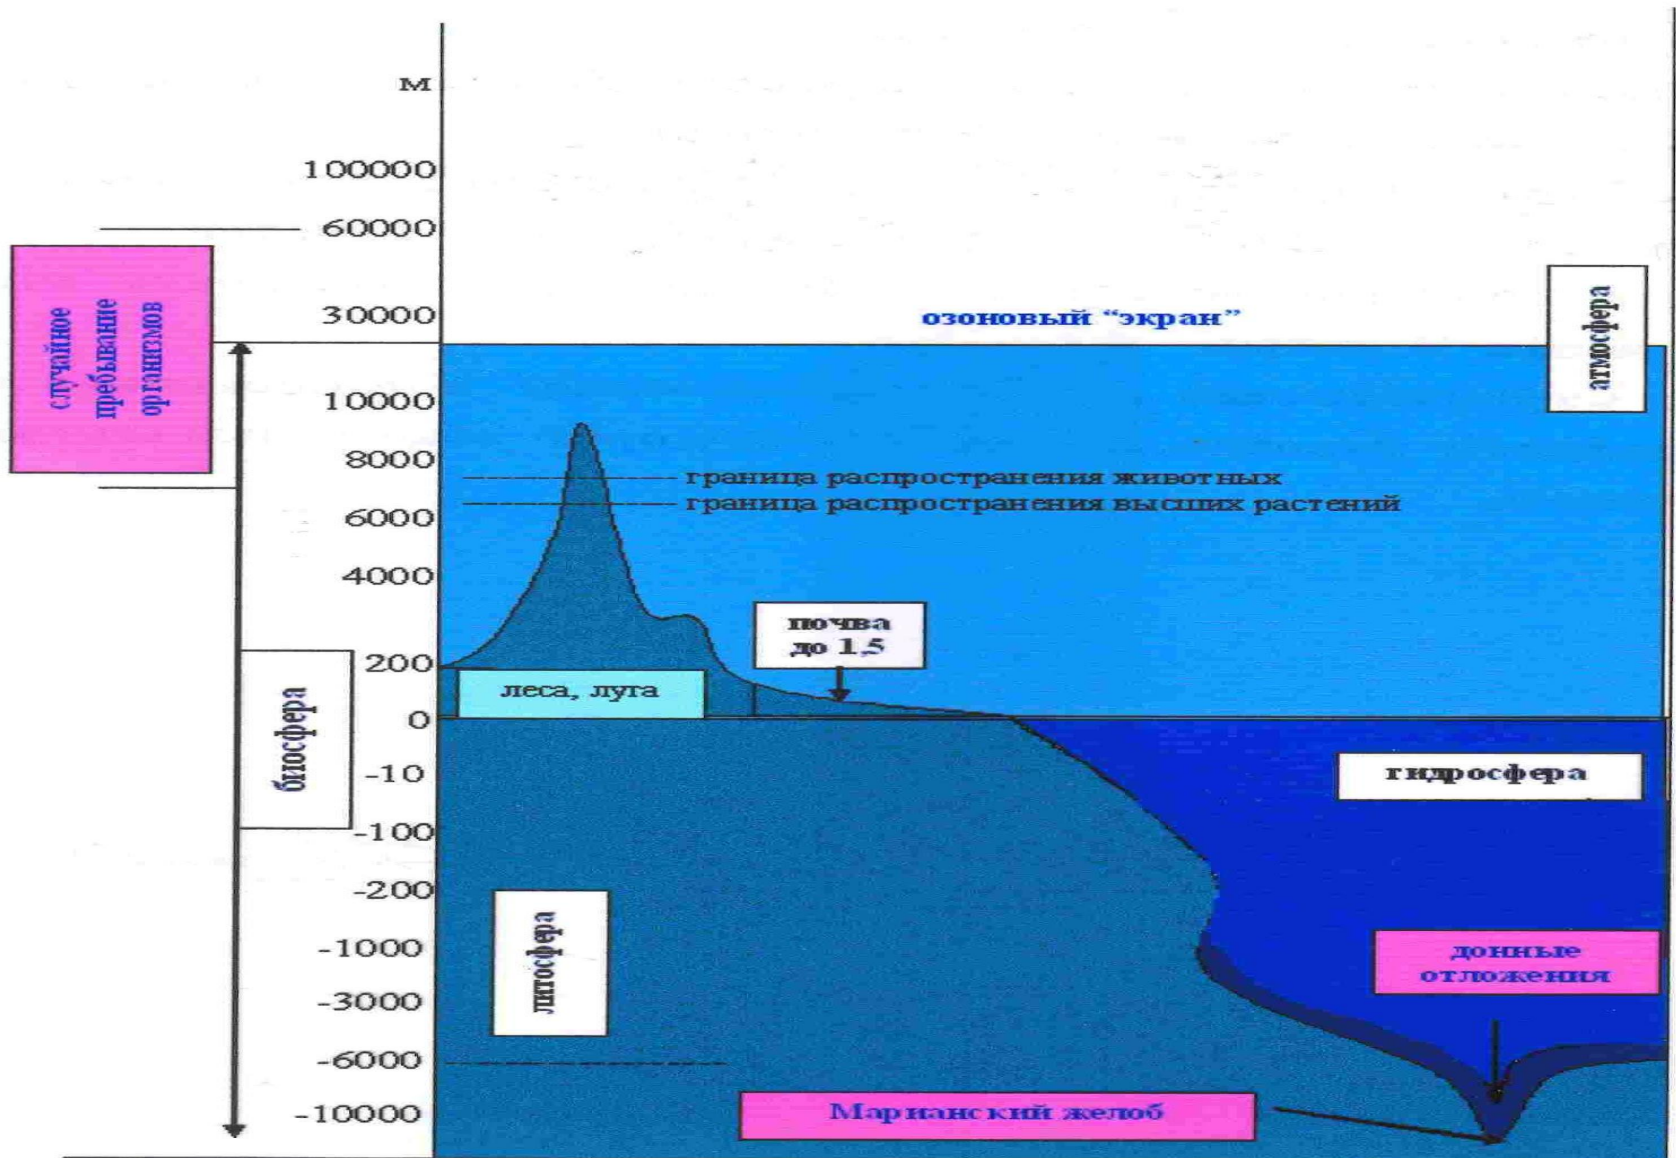 м
100000
60000
30000
10000
8000
6000
4000
200
0
-10
-100
-200
-1000
-3000
-6000
-10000
случайное
пребывание
организмов
биосфера
озоновый “экран”
атмосфера
граница распространения животных
граница распространения высших растений
почва
до 1,5
леса, луга
гидросфера
литосфера
донные
отложения
Марианский желоб